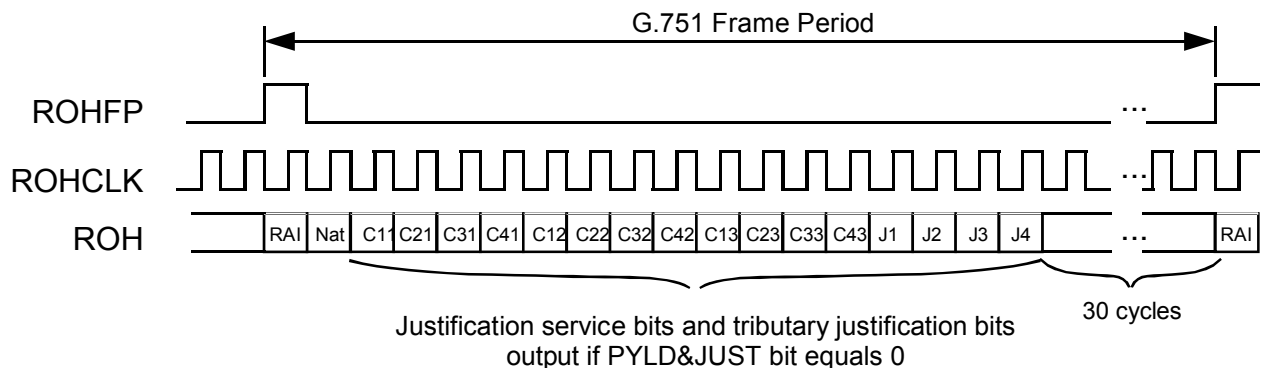 G.751 Frame Period
ROHFP
...
ROHCLK
...
ROH RAI Nat C11 C21 C31 C41 C12 C22 C32 C42 C13 C23 C33 C43 J1 J2 J3 J4 ... RAI
30 cycles
Justification service bits and tributary justification bits
output if PYLD&JUST bit equals 0